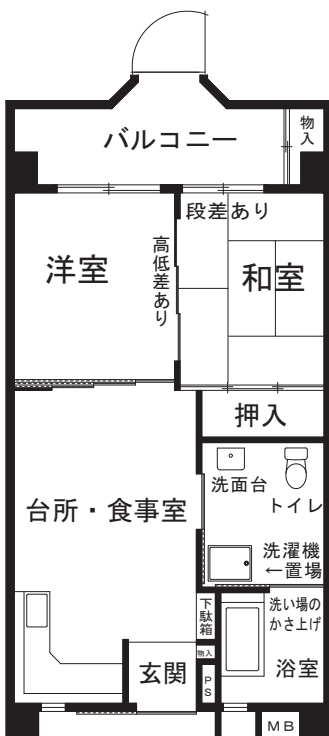 バルコニー
物入
段差あり
高低差あり
洋室
和室
押入
洗面台
トイレ
台所・食事室
洗濯機
←置場
下駄箱
洗い場の
かさ上げ
物入
玄関
PS
浴室
MB